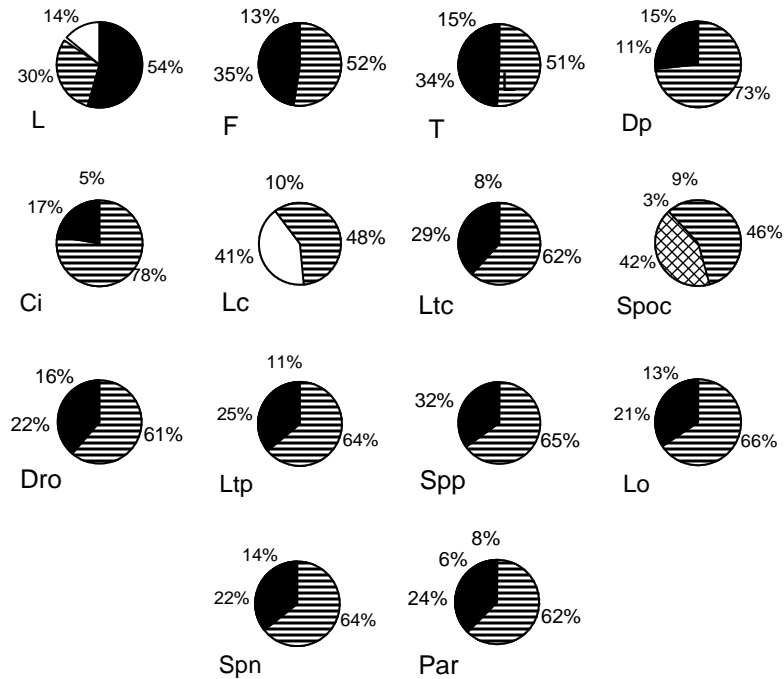 14%
30%
54%
L
13%
35%
52%
F
15%
34%
51%
L
T
15%
11%
73%
Dp
5%
17%
78%
Ci
10%
41%
48%
Lc
8%
29%
62%
Ltc
9%
3%
42%
46%
Spoc
16%
22%
61%
Dro
11%
25%
64%
Ltp
32%
65%
Spp
13%
21%
66%
Lo
14%
22%
64%
Spn
8%
6%
24%
62%
Par